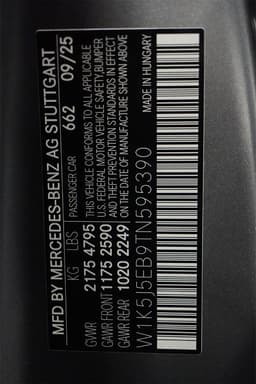 MFD BY MERCEDES-BENZ AG STUTTGART
PASSENGER CAR 662 09/25
KG LBS
GVWR 2175 4795
GAWR FRONT 1175 2590
GAWR REAR 1020 2249
THIS VEHICLE CONFORMS TO ALL APPLICABLE
U.S. FEDERAL MOTOR VEHICLE SAFETY BUMPER
AND THEFT PREVENTION STANDARDS IN EFFECT
ON THE DATE OF MANUFACTURE SHOWN ABOVE
MADE IN HUNGARY
W1K5J5EB9TN595390